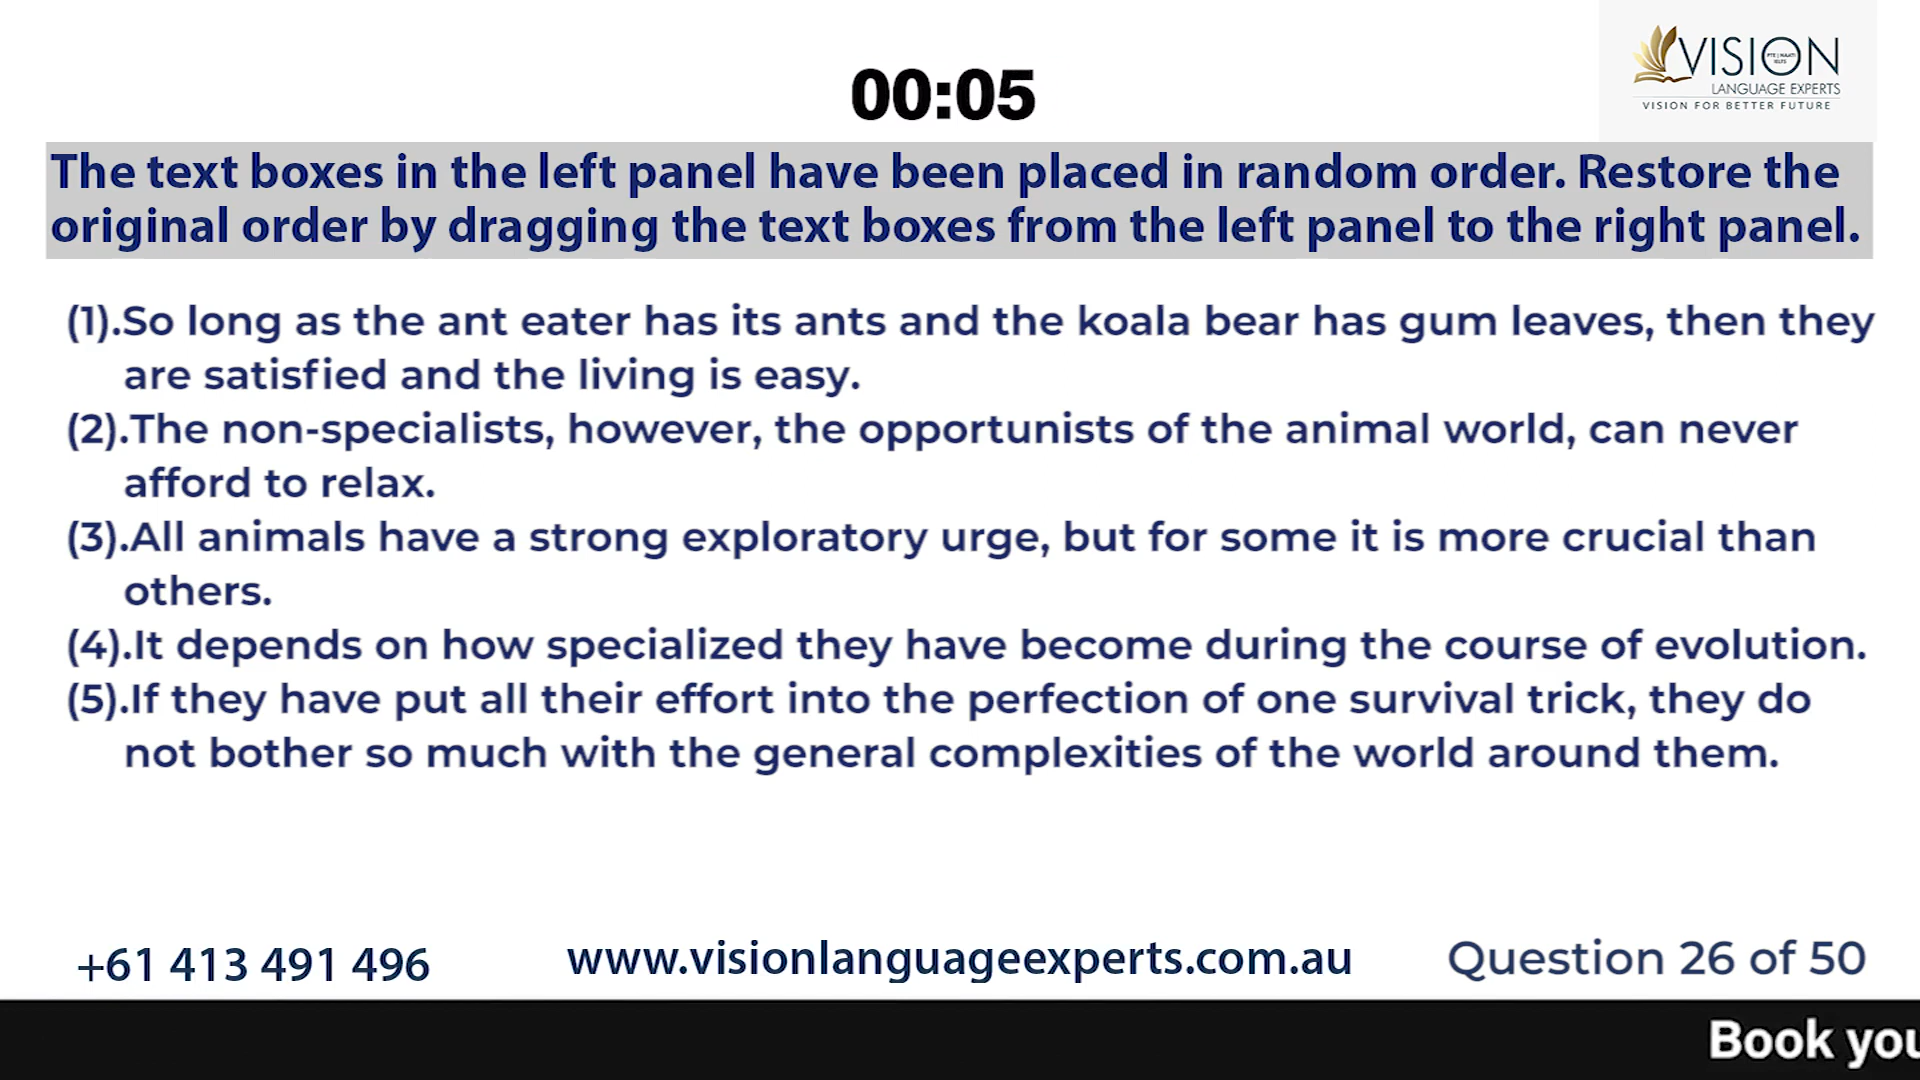 VISION
PTE | NAATI
IELTS
LANGUAGE EXPERTS
VISION FOR BETTER FUTURE
00:05
The text boxes in the left panel have been placed in random order. Restore the
original order by dragging the text boxes from the left panel to the right panel.
(1).So long as the ant eater has its ants and the koala bear has gum leaves, then they
are satisfied and the living is easy.
(2).The non-specialists, however, the opportunists of the animal world, can never
afford to relax.
(3).All animals have a strong exploratory urge, but for some it is more crucial than
others.
(4).It depends on how specialized they have become during the course of evolution.
(5).If they have put all their effort into the perfection of one survival trick, they do
not bother so much with the general complexities of the world around them.
+61 413 491 496
www.visionlanguageexperts.com.au
Question 26 of 50
Book you